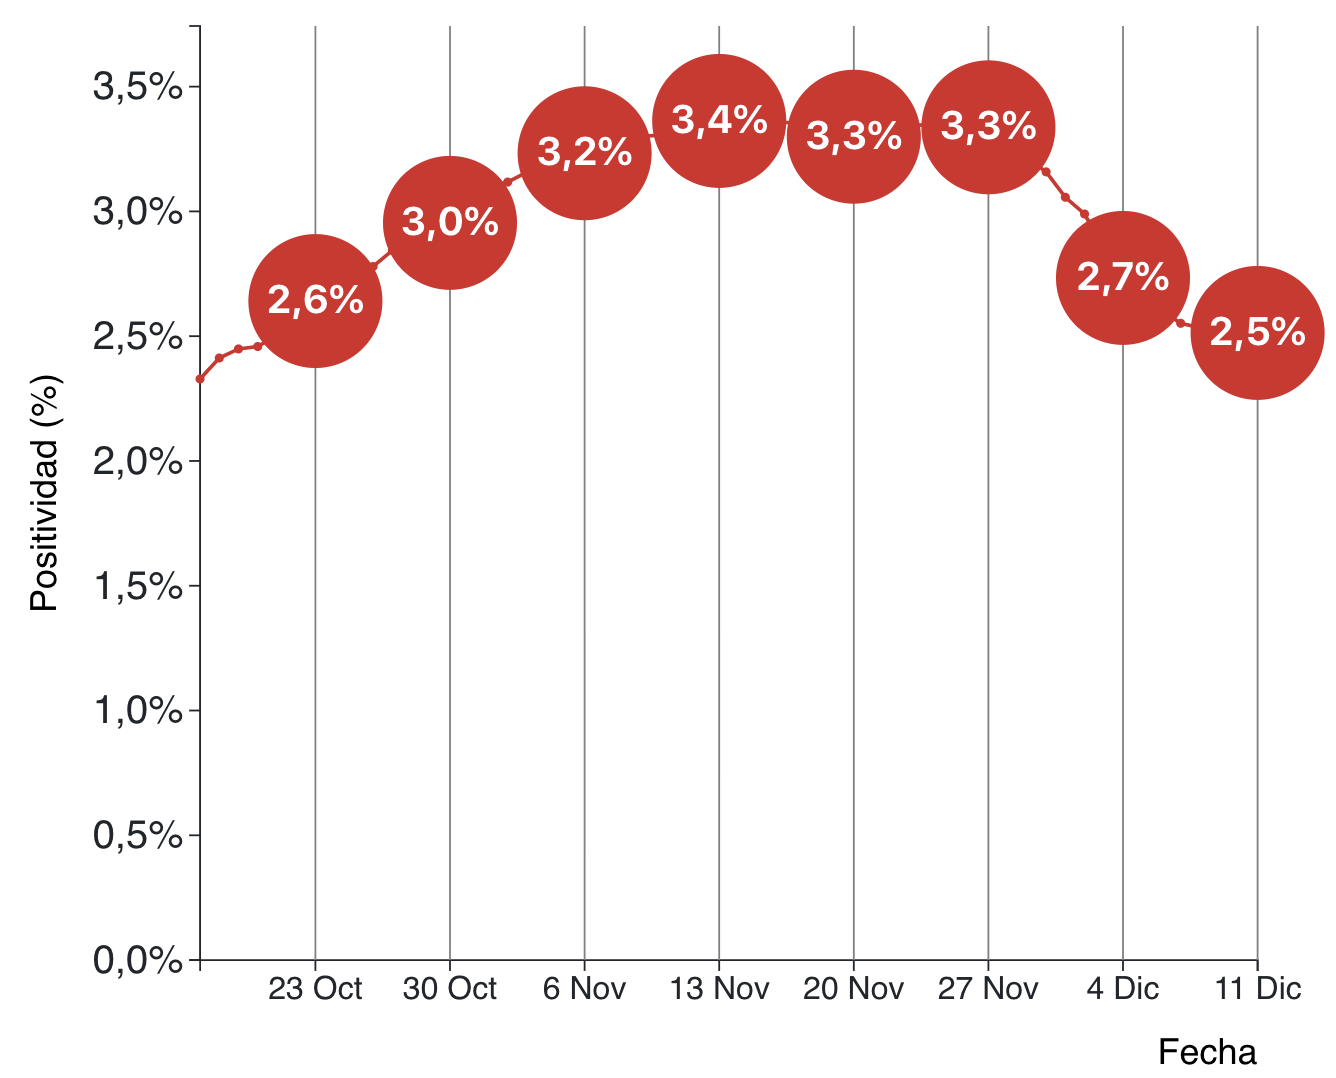 3,5%
3,0%
2,5%
2,0%
1,5%
1,0%
0,5%
0,0%
Positividad (%)
2,6%
3,0%
3,2%
3,4%
3,3%
3,3%
2,7%
2,5%
23 Oct
30 Oct
6 Nov
13 Nov
20 Nov
27 Nov
4 Dic
11 Dic
Fecha